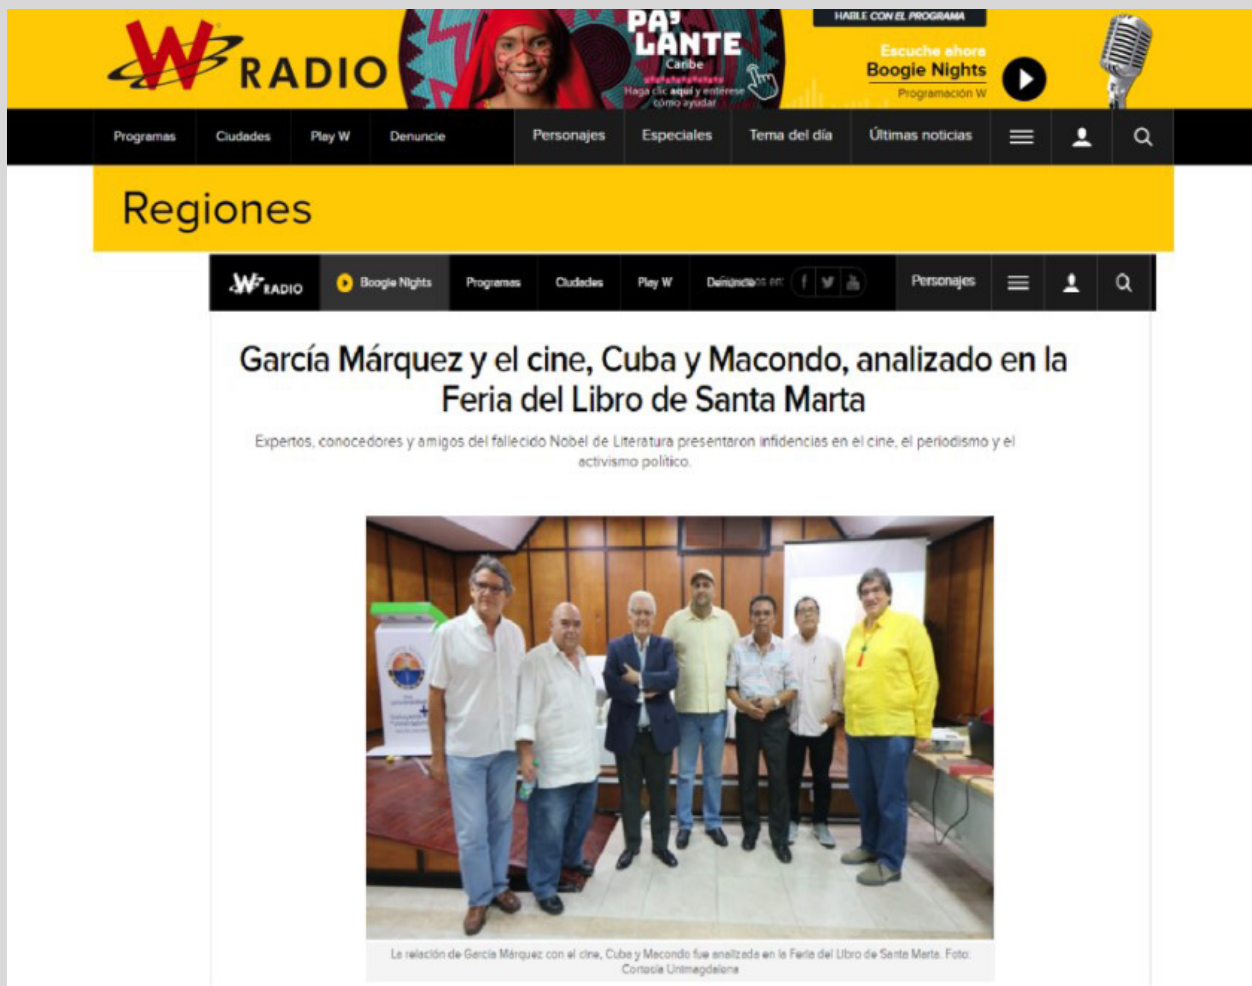 W RADIO
PA'
LANTE
Caribe
Haga clic aquí y entérese
cómo ayudar
HABLE CON EL PROGRAMA
Escuche ahora
Boogie Nights
Programación W
Programas Ciudades Play W Denuncie Personajes Especiales Tema del día Últimas noticias
Regiones
W RADIO Boogie Nights Programas Ciudades Play W Personajes
García Márquez y el cine, Cuba y Macondo, analizado en la
Feria del Libro de Santa Marta
Expertos, conocedores y amigos del fallecido Nobel de Literatura presentaron infidencias en el cine, el periodismo y el
activismo político.
La relación de García Márquez con el cine, Cuba y Macondo fue analizada en la Feria del Libro de Santa Marta. Foto:
Cortesía Unimagdalena